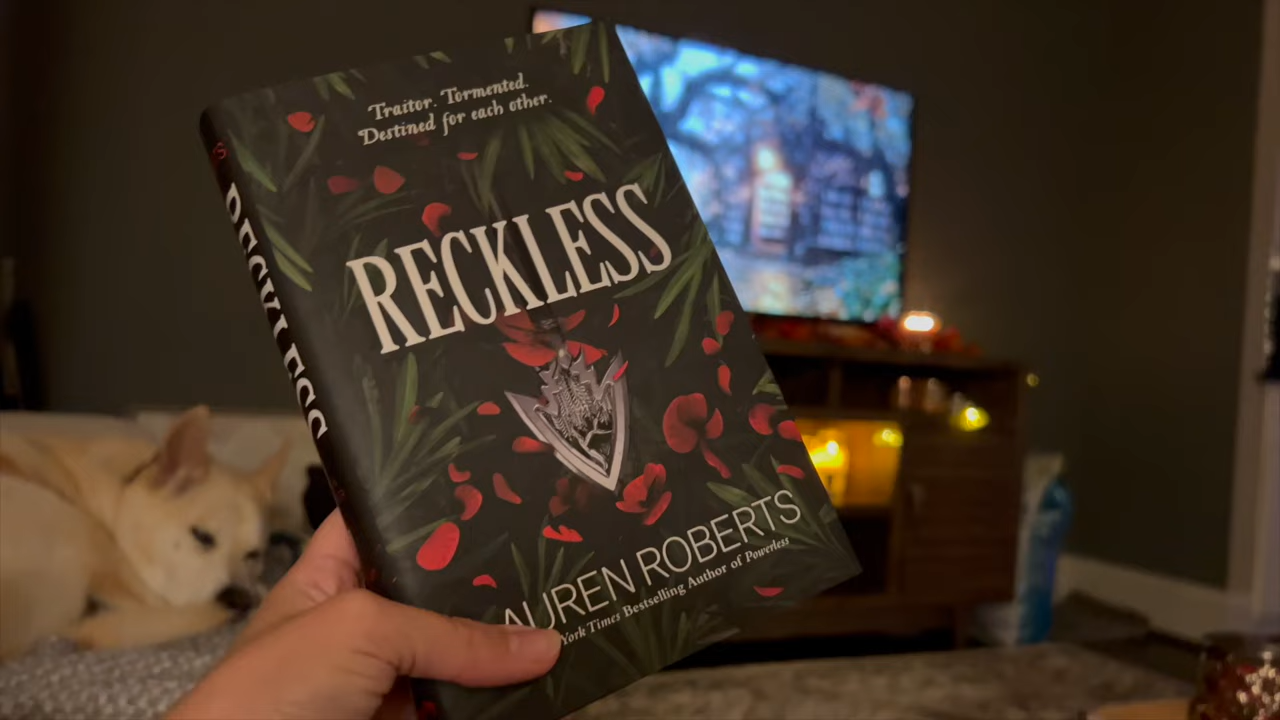 Traitor. Tormented.
Destined for each other.
RECKLESS
AUREN ROBERTS
York Times Bestselling Author of Powerless
RECKLESS